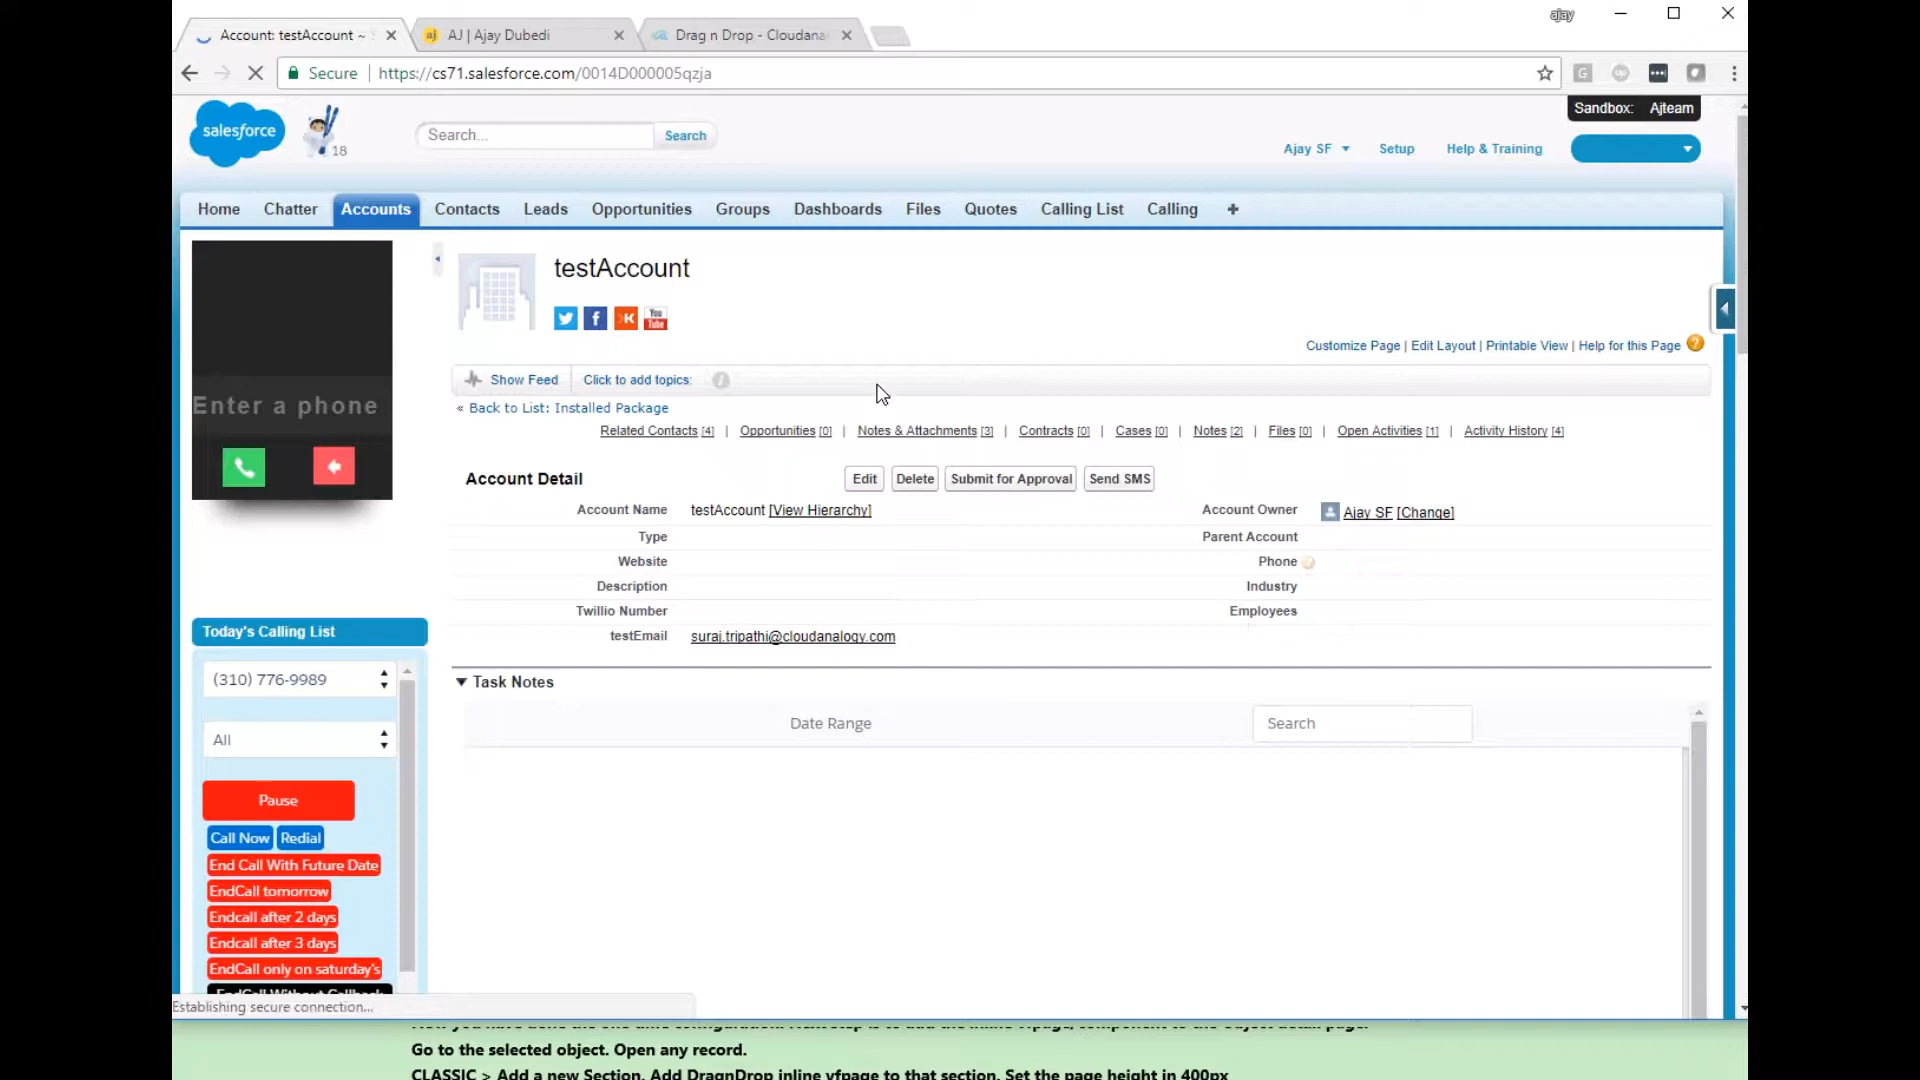 ajay
Account: testAccount ~
AJ | Ajay Dubedi
Drag n Drop - Cloudana
Secure
https://cs71.salesforce.com/0014D000005qzja
salesforce
18
Search...
Search
Sandbox: Ajteam
Ajay SF
Setup
Help & Training
Home
Chatter
Accounts
Contacts
Leads
Opportunities
Groups
Dashboards
Files
Quotes
Calling List
Calling
+
Enter a phone
testAccount
You Tube
Customize Page | Edit Layout | Printable View | Help for this Page
Show Feed
Click to add topics:
« Back to List: Installed Package
Related Contacts [4] | Opportunities [0] | Notes & Attachments [3] | Contracts [0] | Cases [0] | Notes [2] | Files [0] | Open Activities [1] | Activity History [4]
Account Detail
Edit
Delete
Submit for Approval
Send SMS
Account Name testAccount [View Hierarchy]
Account Owner Ajay SF [Change]
Type
Parent Account
Website
Phone
Description
Industry
Twillio Number
Employees
testEmail suraj.tripathi@cloudanalogy.com
Task Notes
Date Range
Search
Today's Calling List
(310) 776-9989
All
Pause
Call Now
Redial
End Call With Future Date
EndCall tomorrow
Endcall after 2 days
Endcall after 3 days
EndCall only on saturday's
EndCall Without Callback
Establishing secure connection...
Go to the selected object. Open any record.
CLASSIC > Add a new Section. Add DragnDrop inline vfpage to that section. Set the page height in 400px